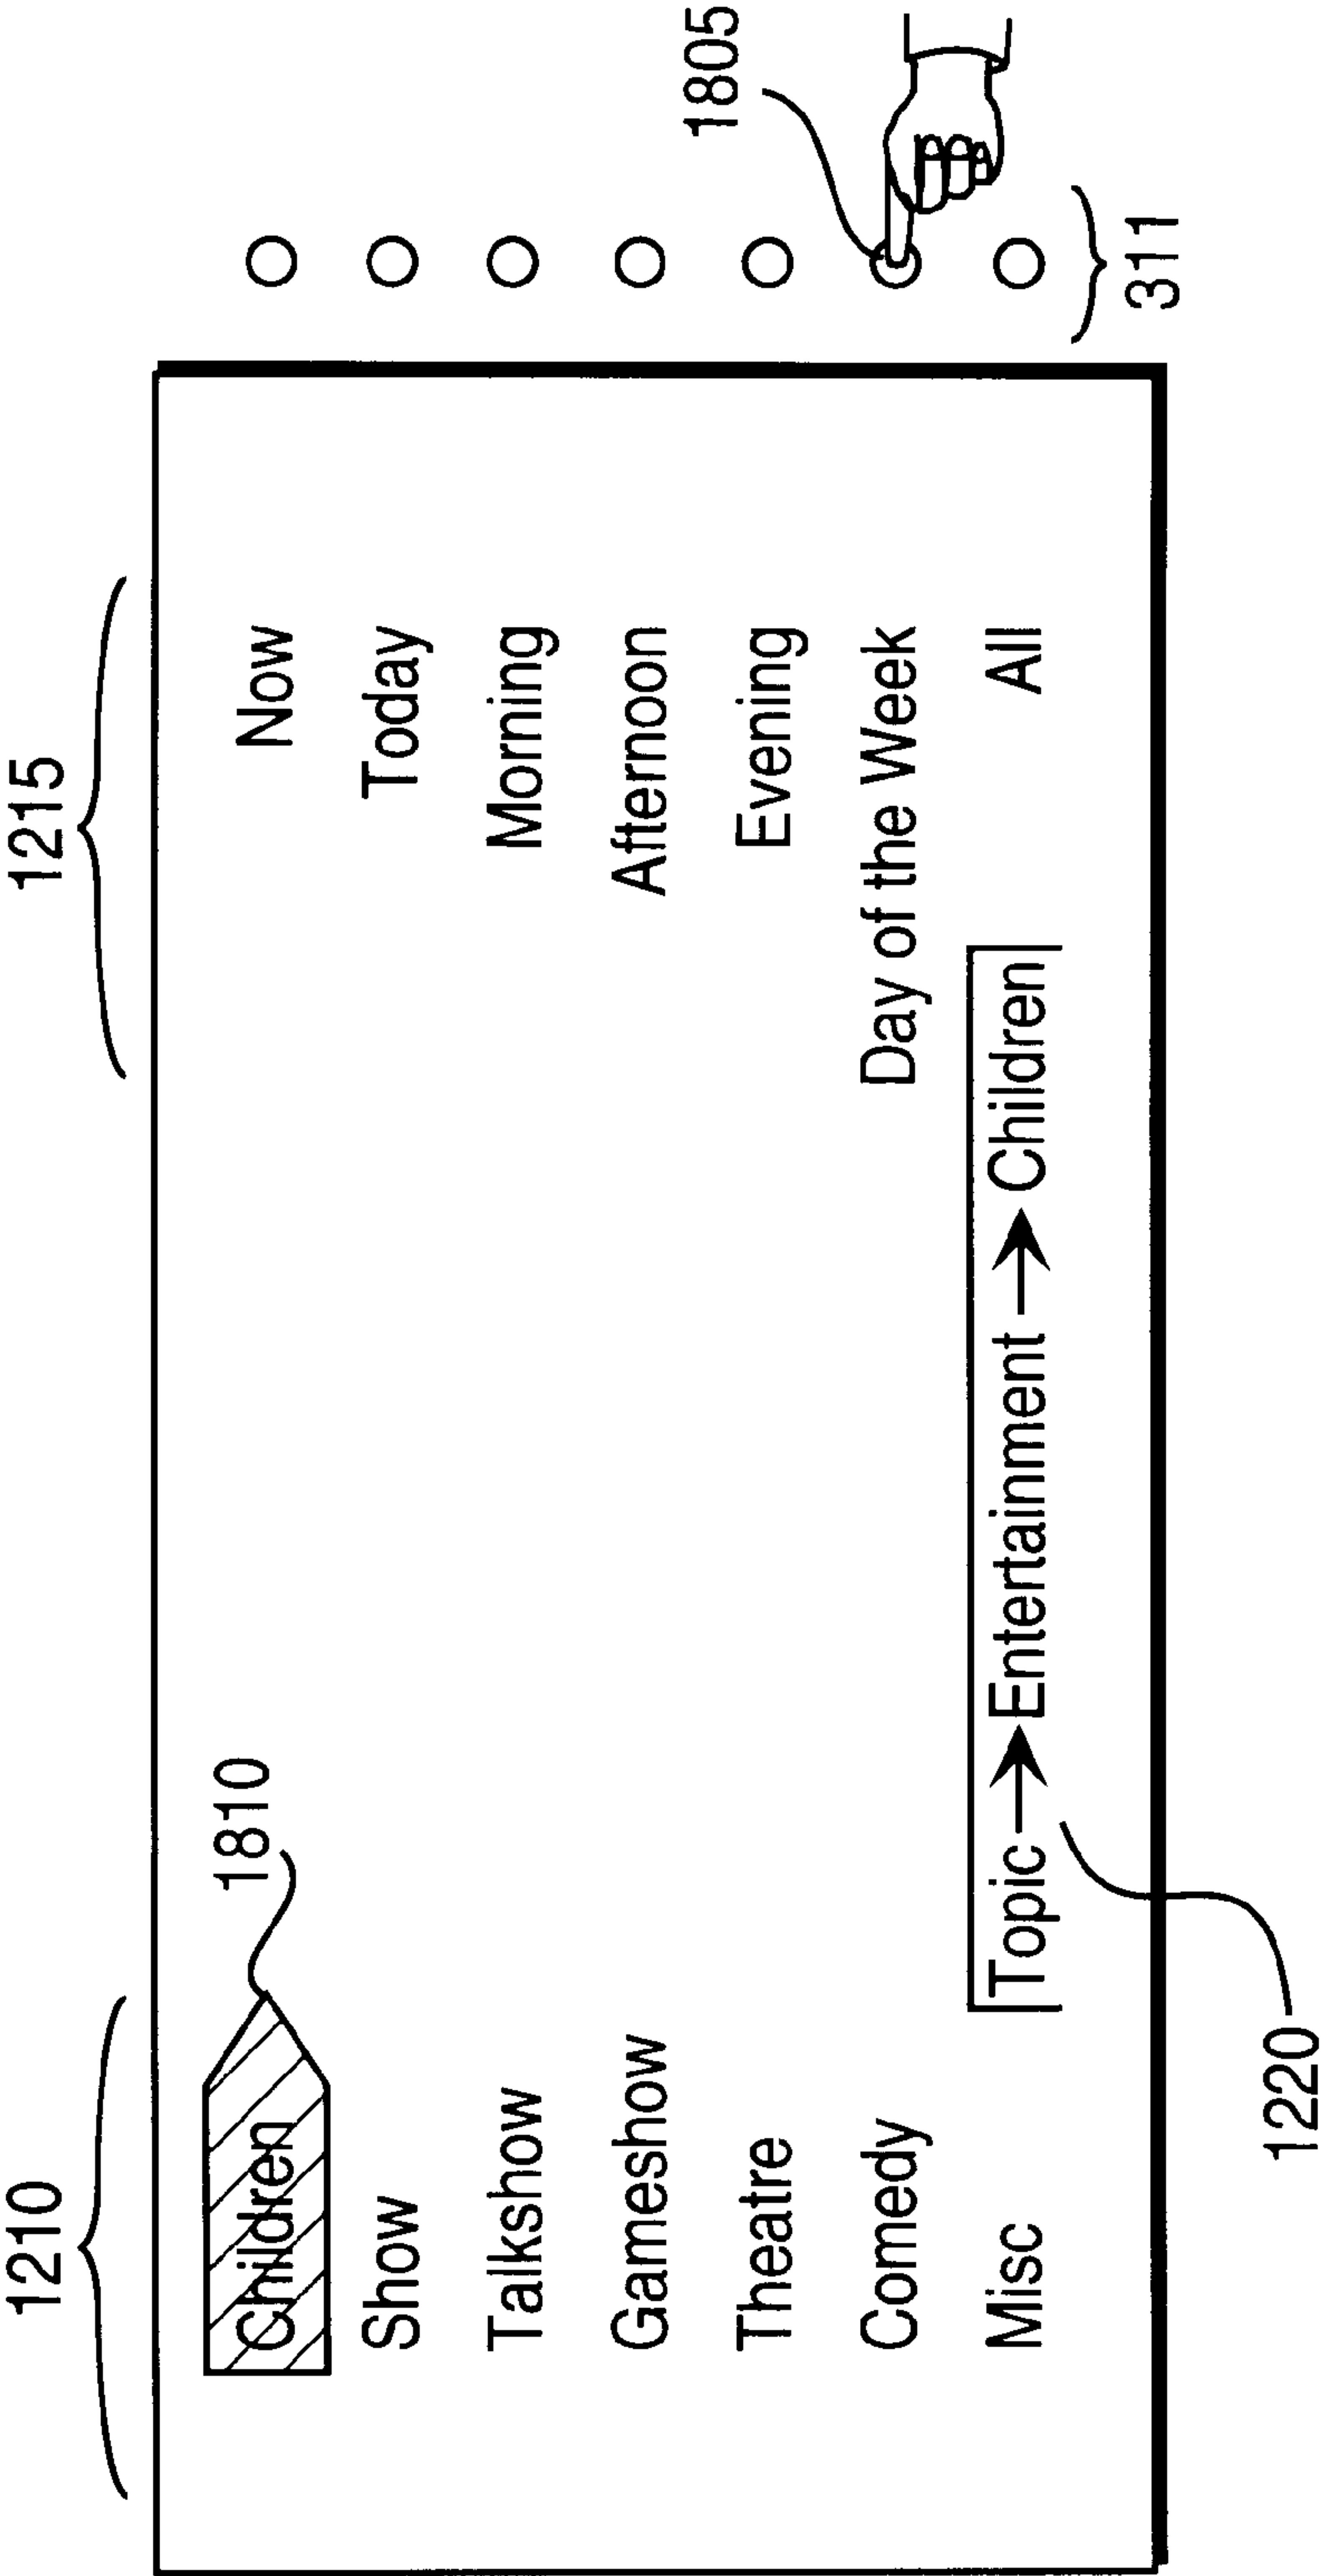 1210
1215
1810
Children
Now
Show
Today
Talkshow
Morning
Gameshow
Afternoon
Theatre
Evening
1805
Comedy
Day of the Week
Misc
Topic → Entertainment → Children
All
311
1220